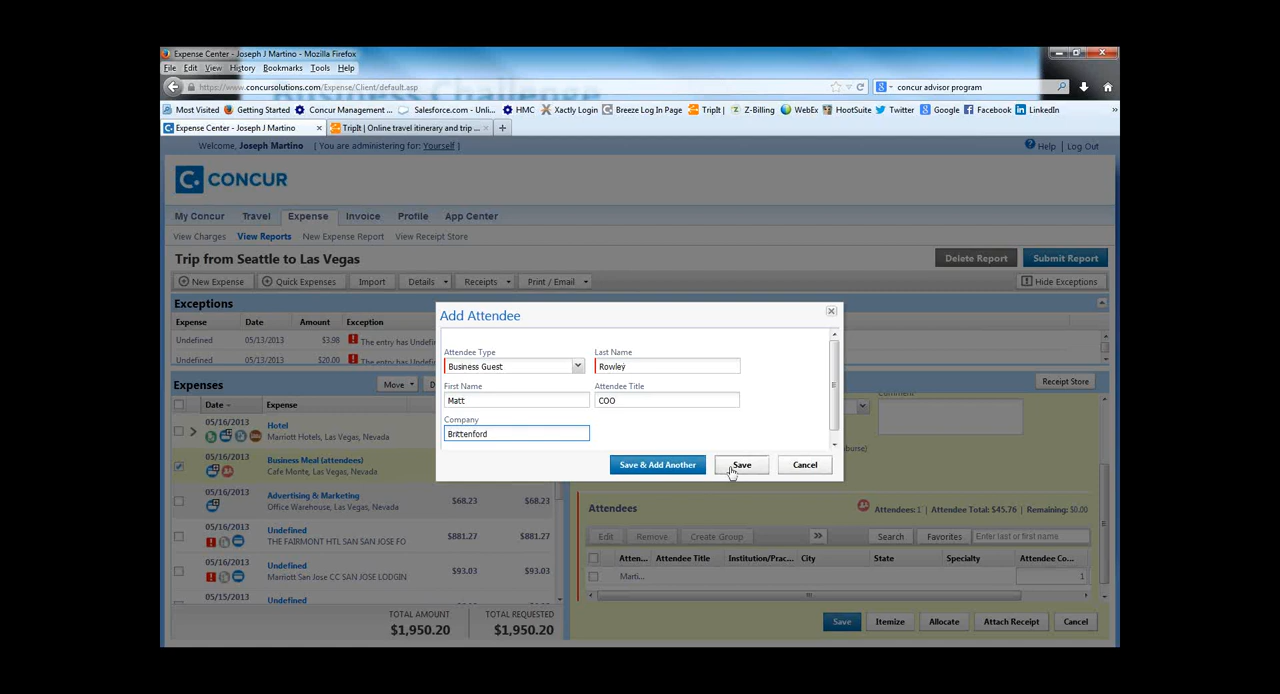 Expense Center - Joseph J Martino - Mozilla Firefox
File Edit View History Bookmarks Tools Help
https://www.concursolutions.com/Expense/Client/default.asp
concur advisor program
Most Visited Getting Started Concur Management ... Salesforce.com - Unli... HMC Xactly Login Breeze Log In Page TripIt | Z-Billing WebEx HootSuite Twitter Google Facebook LinkedIn »
Expense Center - Joseph J Martino × TripIt | Online travel itinerary and trip ... × +
Welcome, Joseph Martino [ You are administering for: Yourself ] Help | Log Out
C. CONCUR
My Concur Travel Expense Invoice Profile App Center
View Charges View Reports New Expense Report View Receipt Store
Trip from Seattle to Las Vegas
Delete Report Submit Report
New Expense Quick Expenses Import Details Receipts Print / Email Hide Exceptions
Exceptions
Expense Date Amount Exception
Undefined 05/13/2013 $3.98 The entry has Undefi
Undefined 05/13/2013 $20.00 The entry has Undefi
Add Attendee
Attendee Type Last Name
Business Guest Rowley
First Name Attendee Title
Matt COO
Company
Brittenford
Save & Add Another Save Cancel
Expenses Move Receipt Store
Date Expense
05/16/2013 Hotel
Marriott Hotels, Las Vegas, Nevada
05/16/2013 Business Meal (attendees)
Cafe Monte, Las Vegas, Nevada
05/16/2013 Advertising & Marketing $68.23 $68.23
Office Warehouse, Las Vegas, Nevada
05/16/2013 Undefined $881.27 $881.27
THE FAIRMONT HTL SAN SAN JOSE FO
05/16/2013 Undefined $93.03 $93.03
Marriott San Jose CC SAN JOSE LODGIN
05/15/2013 Undefined
TOTAL AMOUNT TOTAL REQUESTED
$1,950.20 $1,950.20
Comment
Attendees Attendees: 1 | Attendee Total: $45.76 | Remaining: $0.00
Edit Remove Create Group » Search Favorites Enter last or first name
Atten... Attendee Title Institution/Prac... City State Specialty Attendee Co...
Marti... 1
Save Itemize Allocate Attach Receipt Cancel